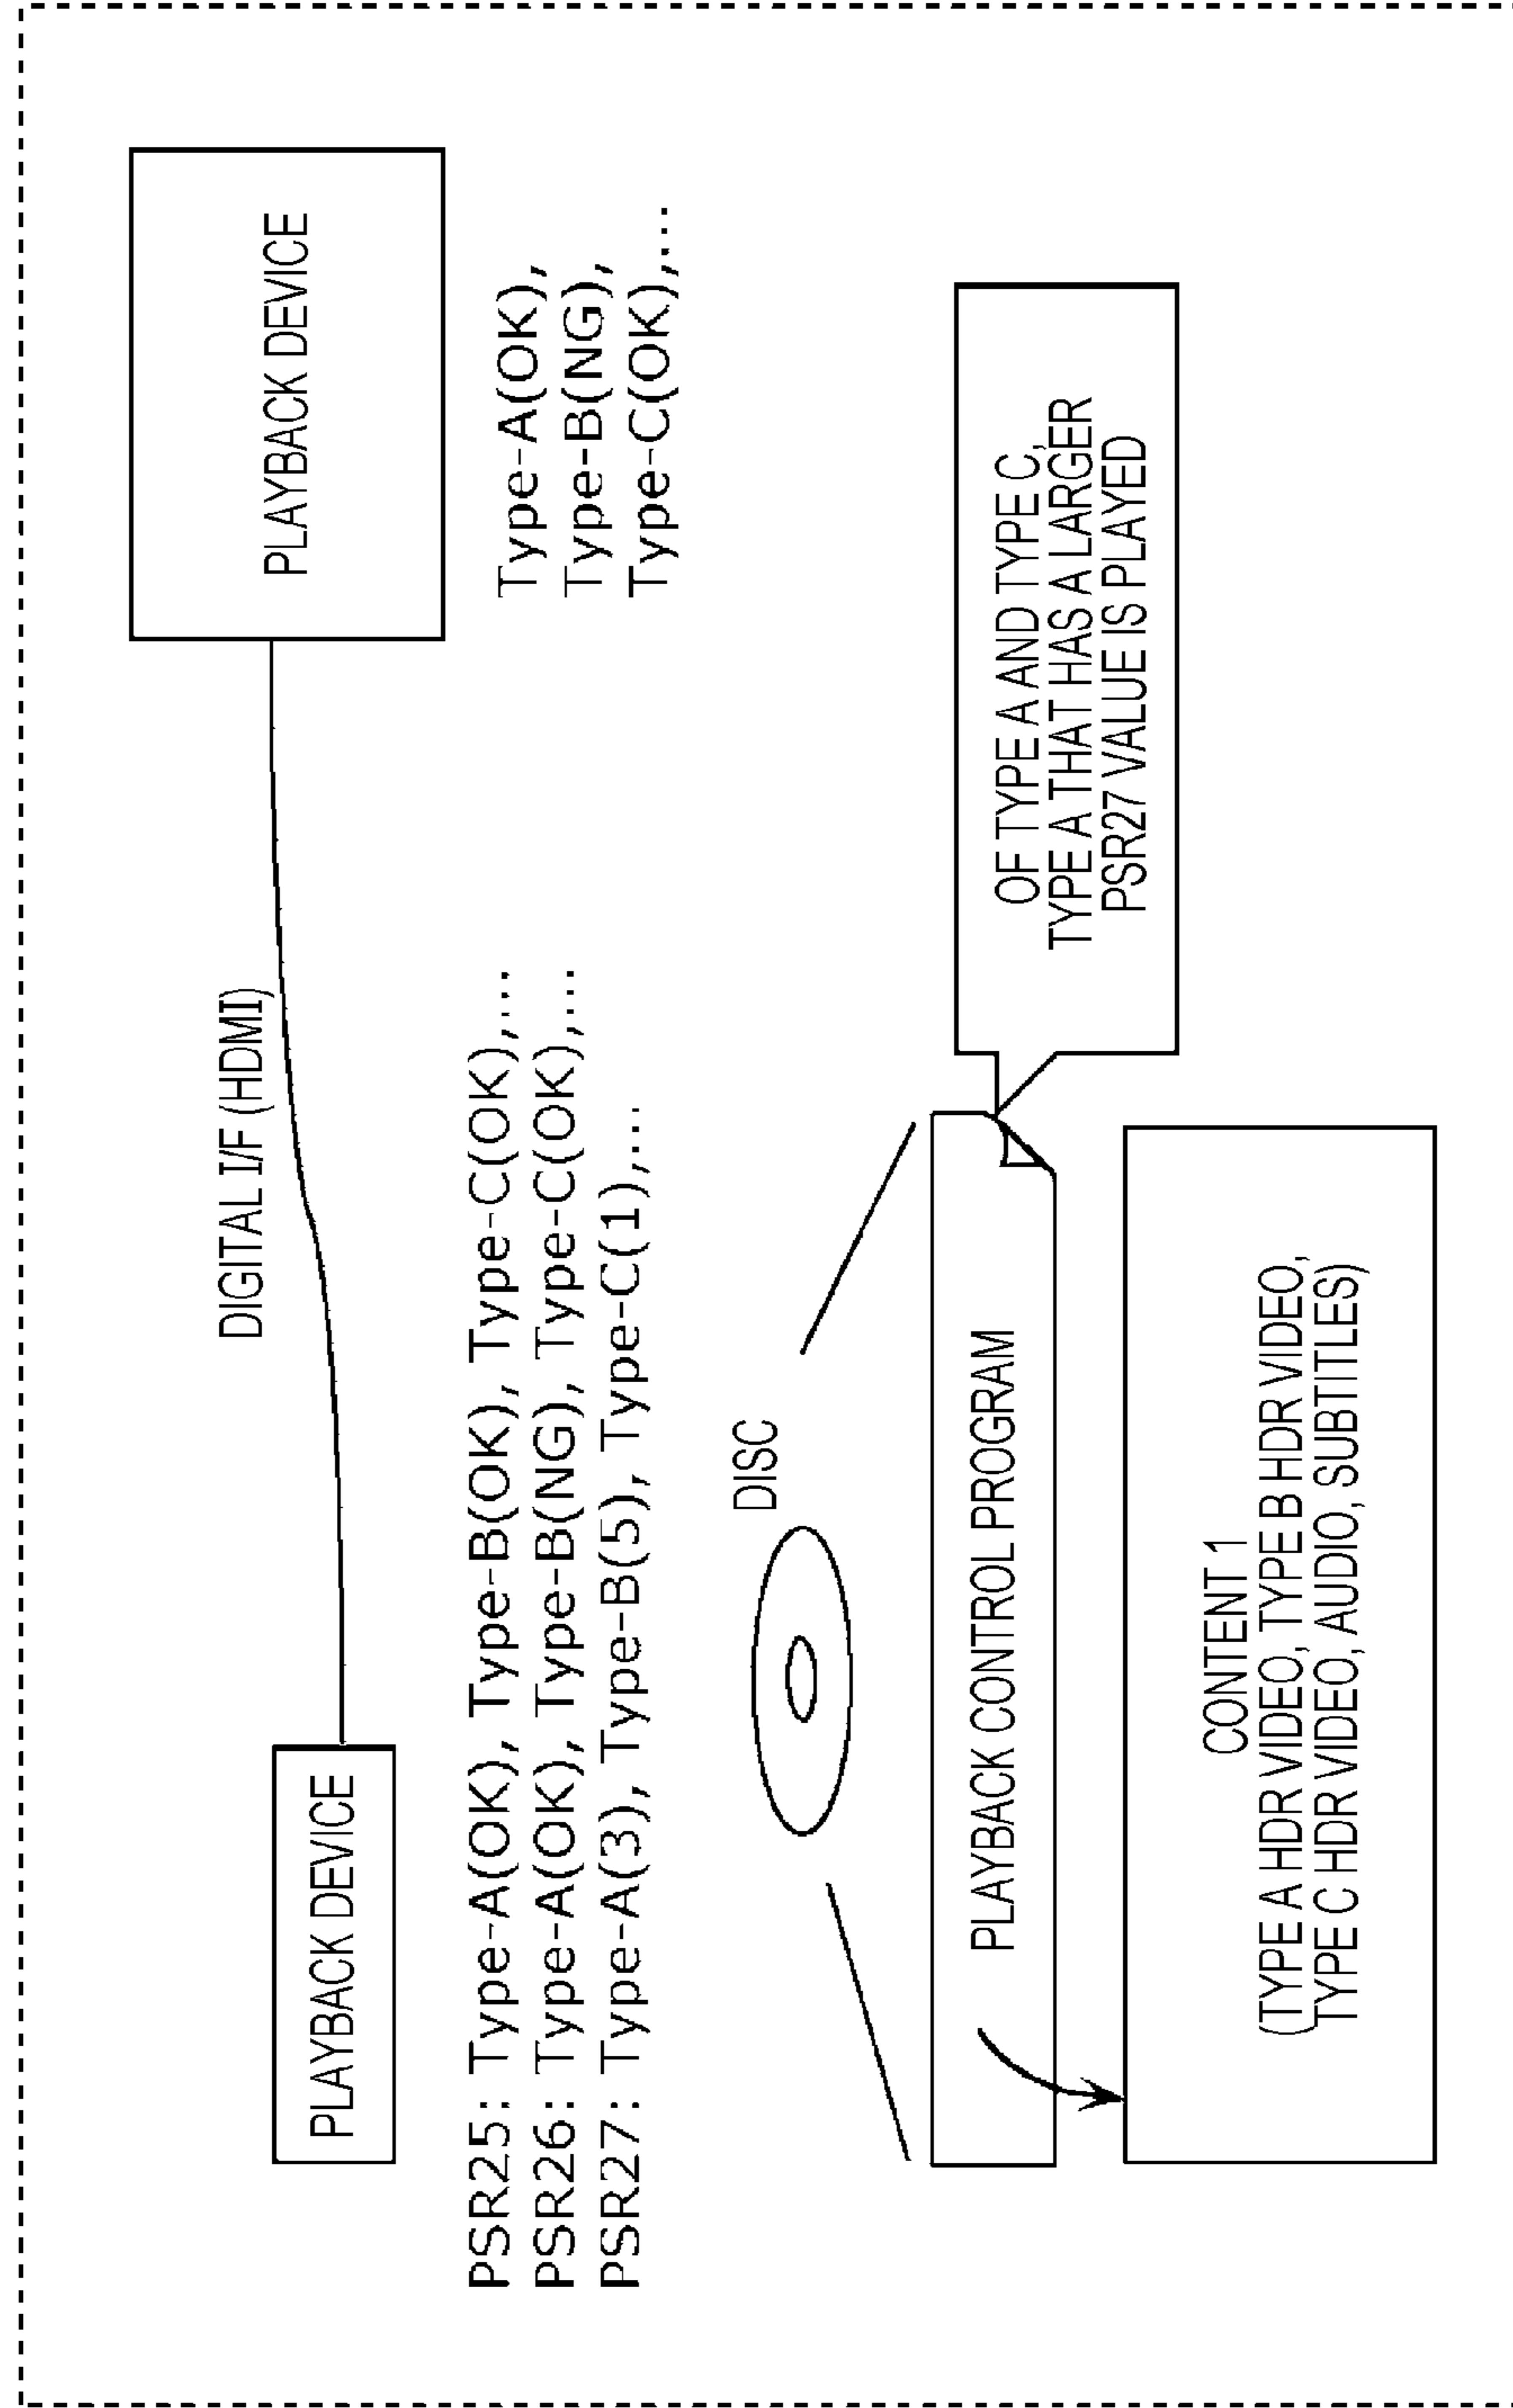 DIGITAL I/F (HDMI)
PLAYBACK DEVICE
PLAYBACK DEVICE
PSR25: Type-A(OK), Type-B(OK), Type-C(OK),...
PSR26: Type-A(OK), Type-B(NG), Type-C(OK),...
PSR27: Type-A(3), Type-B(5), Type-C(1),...
Type-A(OK),
Type-B(NG),
Type-C(OK),...
DISC
PLAYBACK CONTROL PROGRAM
OF TYPE A AND TYPE C,
TYPE A THAT HAS A LARGER
PSR27 VALUE IS PLAYED
CONTENT 1
(TYPE A HDR VIDEO, TYPE B HDR VIDEO,
TYPE C HDR VIDEO, AUDIO, SUBTITLES)